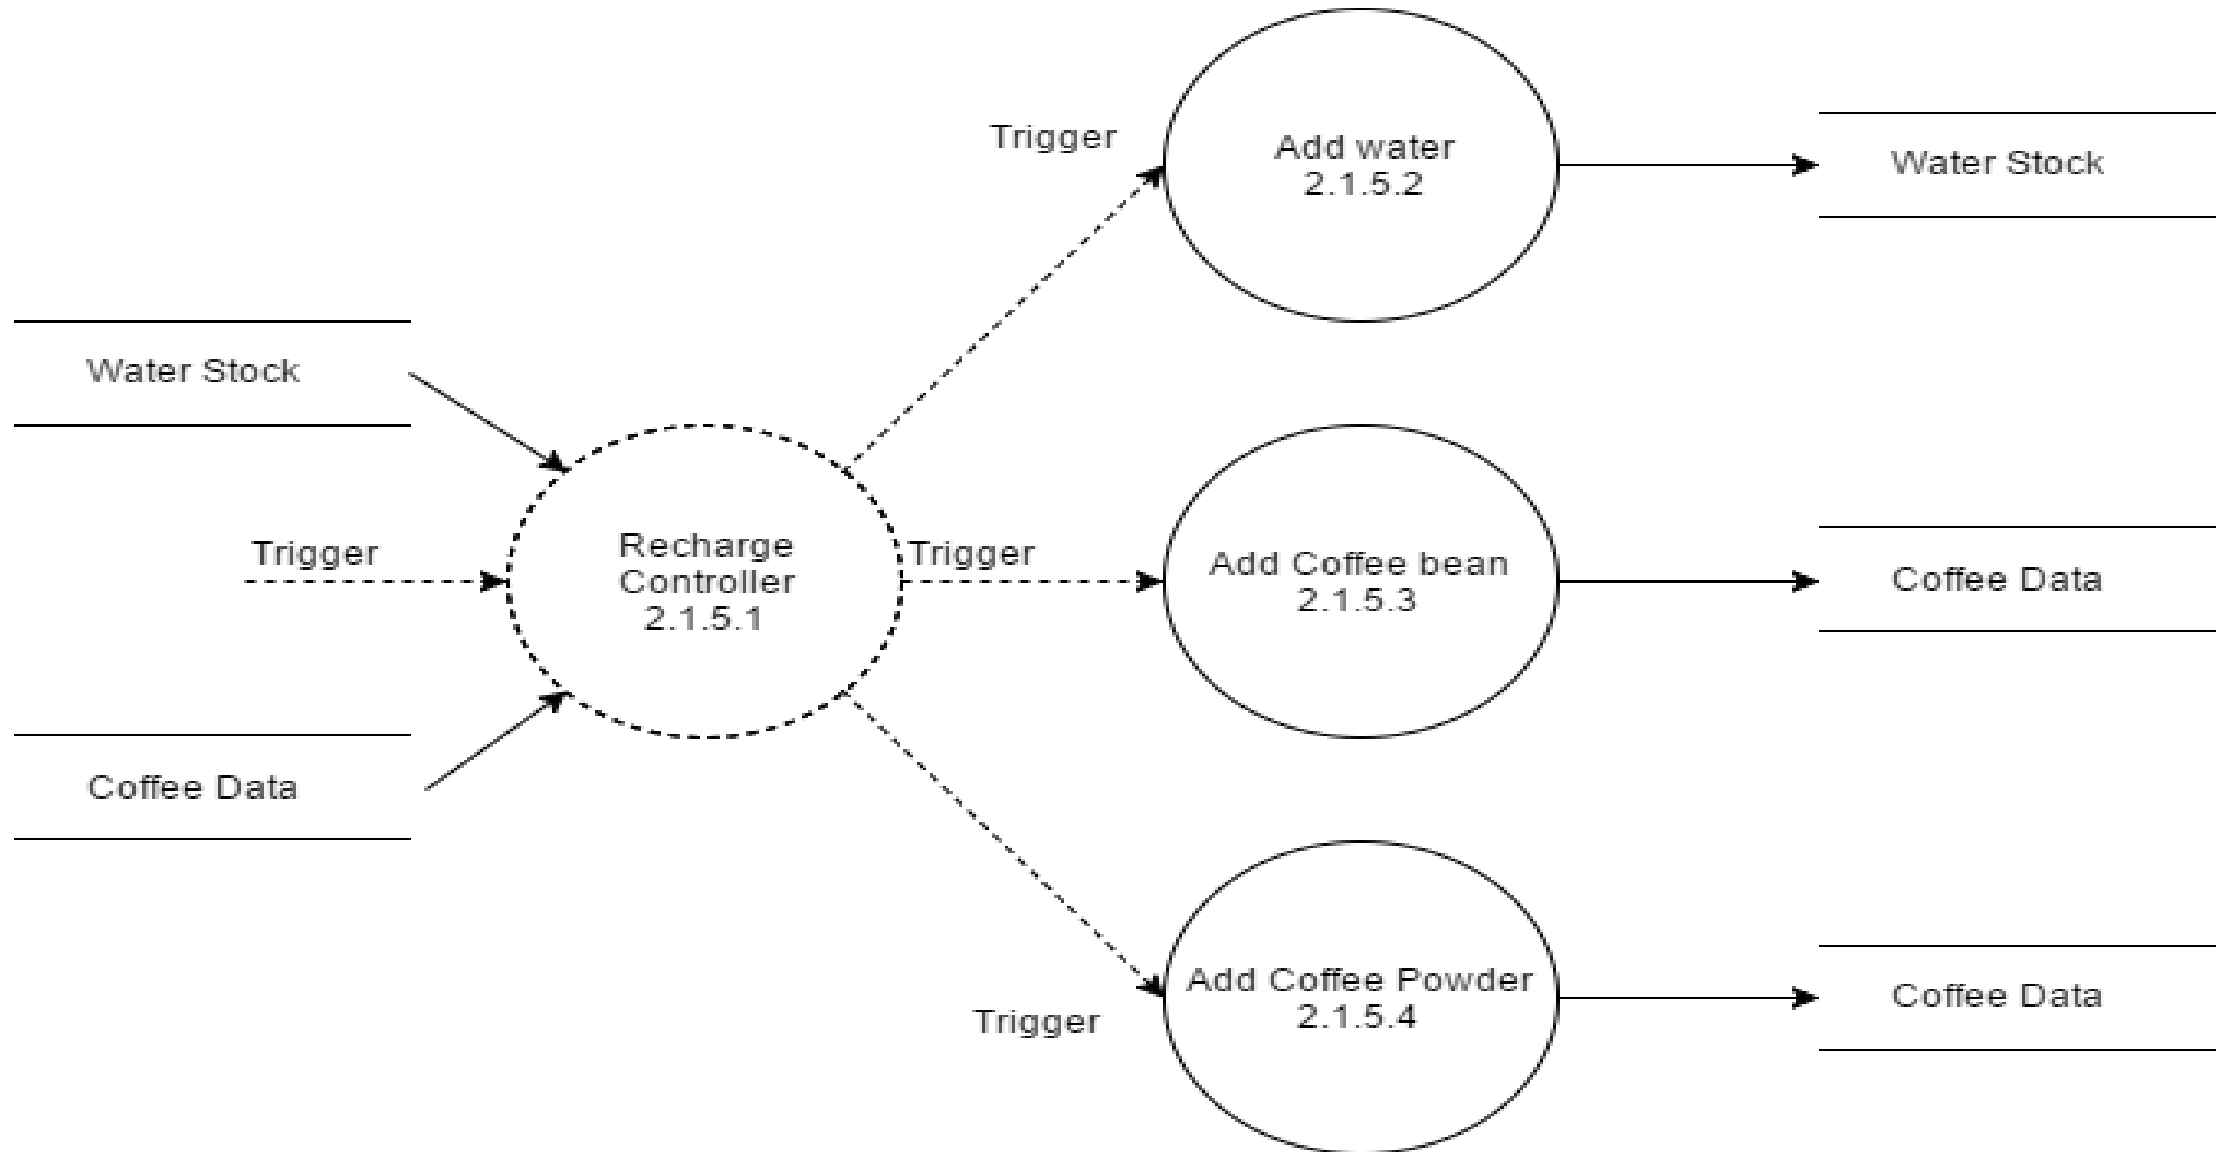 Trigger
Add water
2.1.5.2
Water Stock
Water Stock
Trigger
Recharge
Controller
2.1.5.1
Trigger
Add Coffee bean
2.1.5.3
Coffee Data
Coffee Data
Trigger
Add Coffee Powder
2.1.5.4
Coffee Data